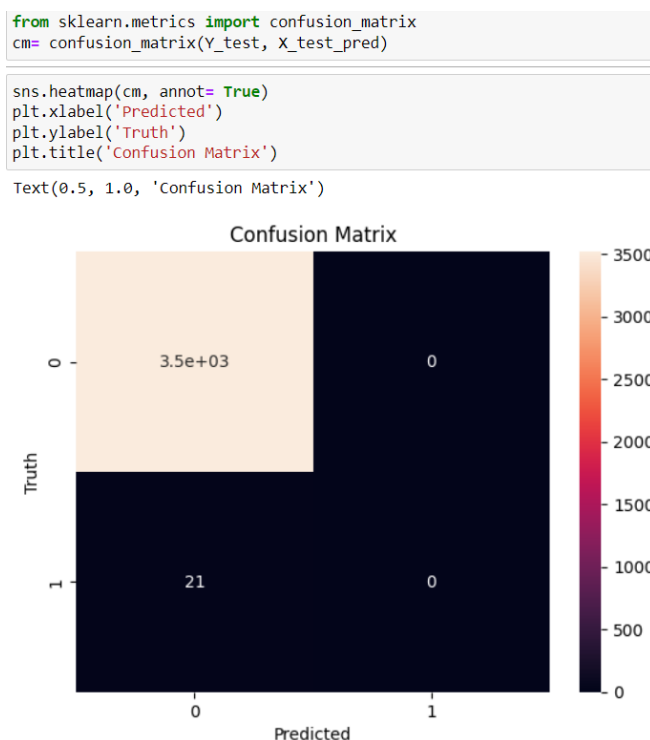 from sklearn.metrics import confusion_matrix
cm= confusion_matrix(Y_test, X_test_pred)
sns.heatmap(cm, annot= True)
plt.xlabel('Predicted')
plt.ylabel('Truth')
plt.title('Confusion Matrix')
Text(0.5, 1.0, 'Confusion Matrix')
Confusion Matrix
3500
3000
2500
2000
1500
1000
500
0
0
1
Truth
3.5e+03
0
21
0
0
1
Predicted